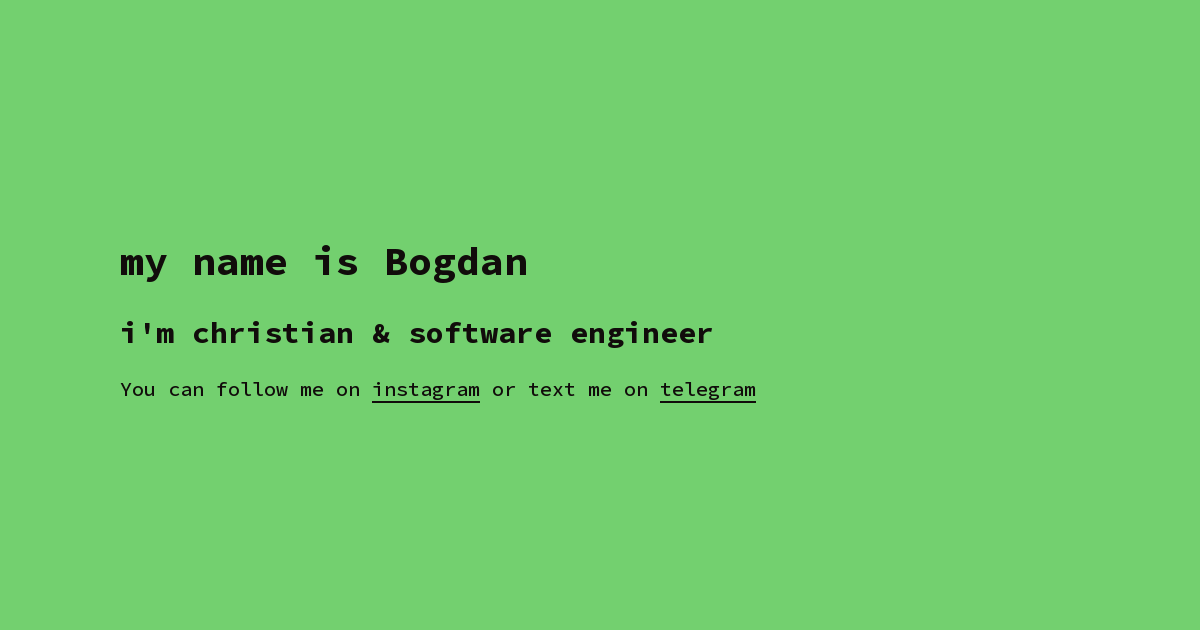 my name is Bogdan
i'm christian & software engineer
You can follow me on instagram or text me on telegram